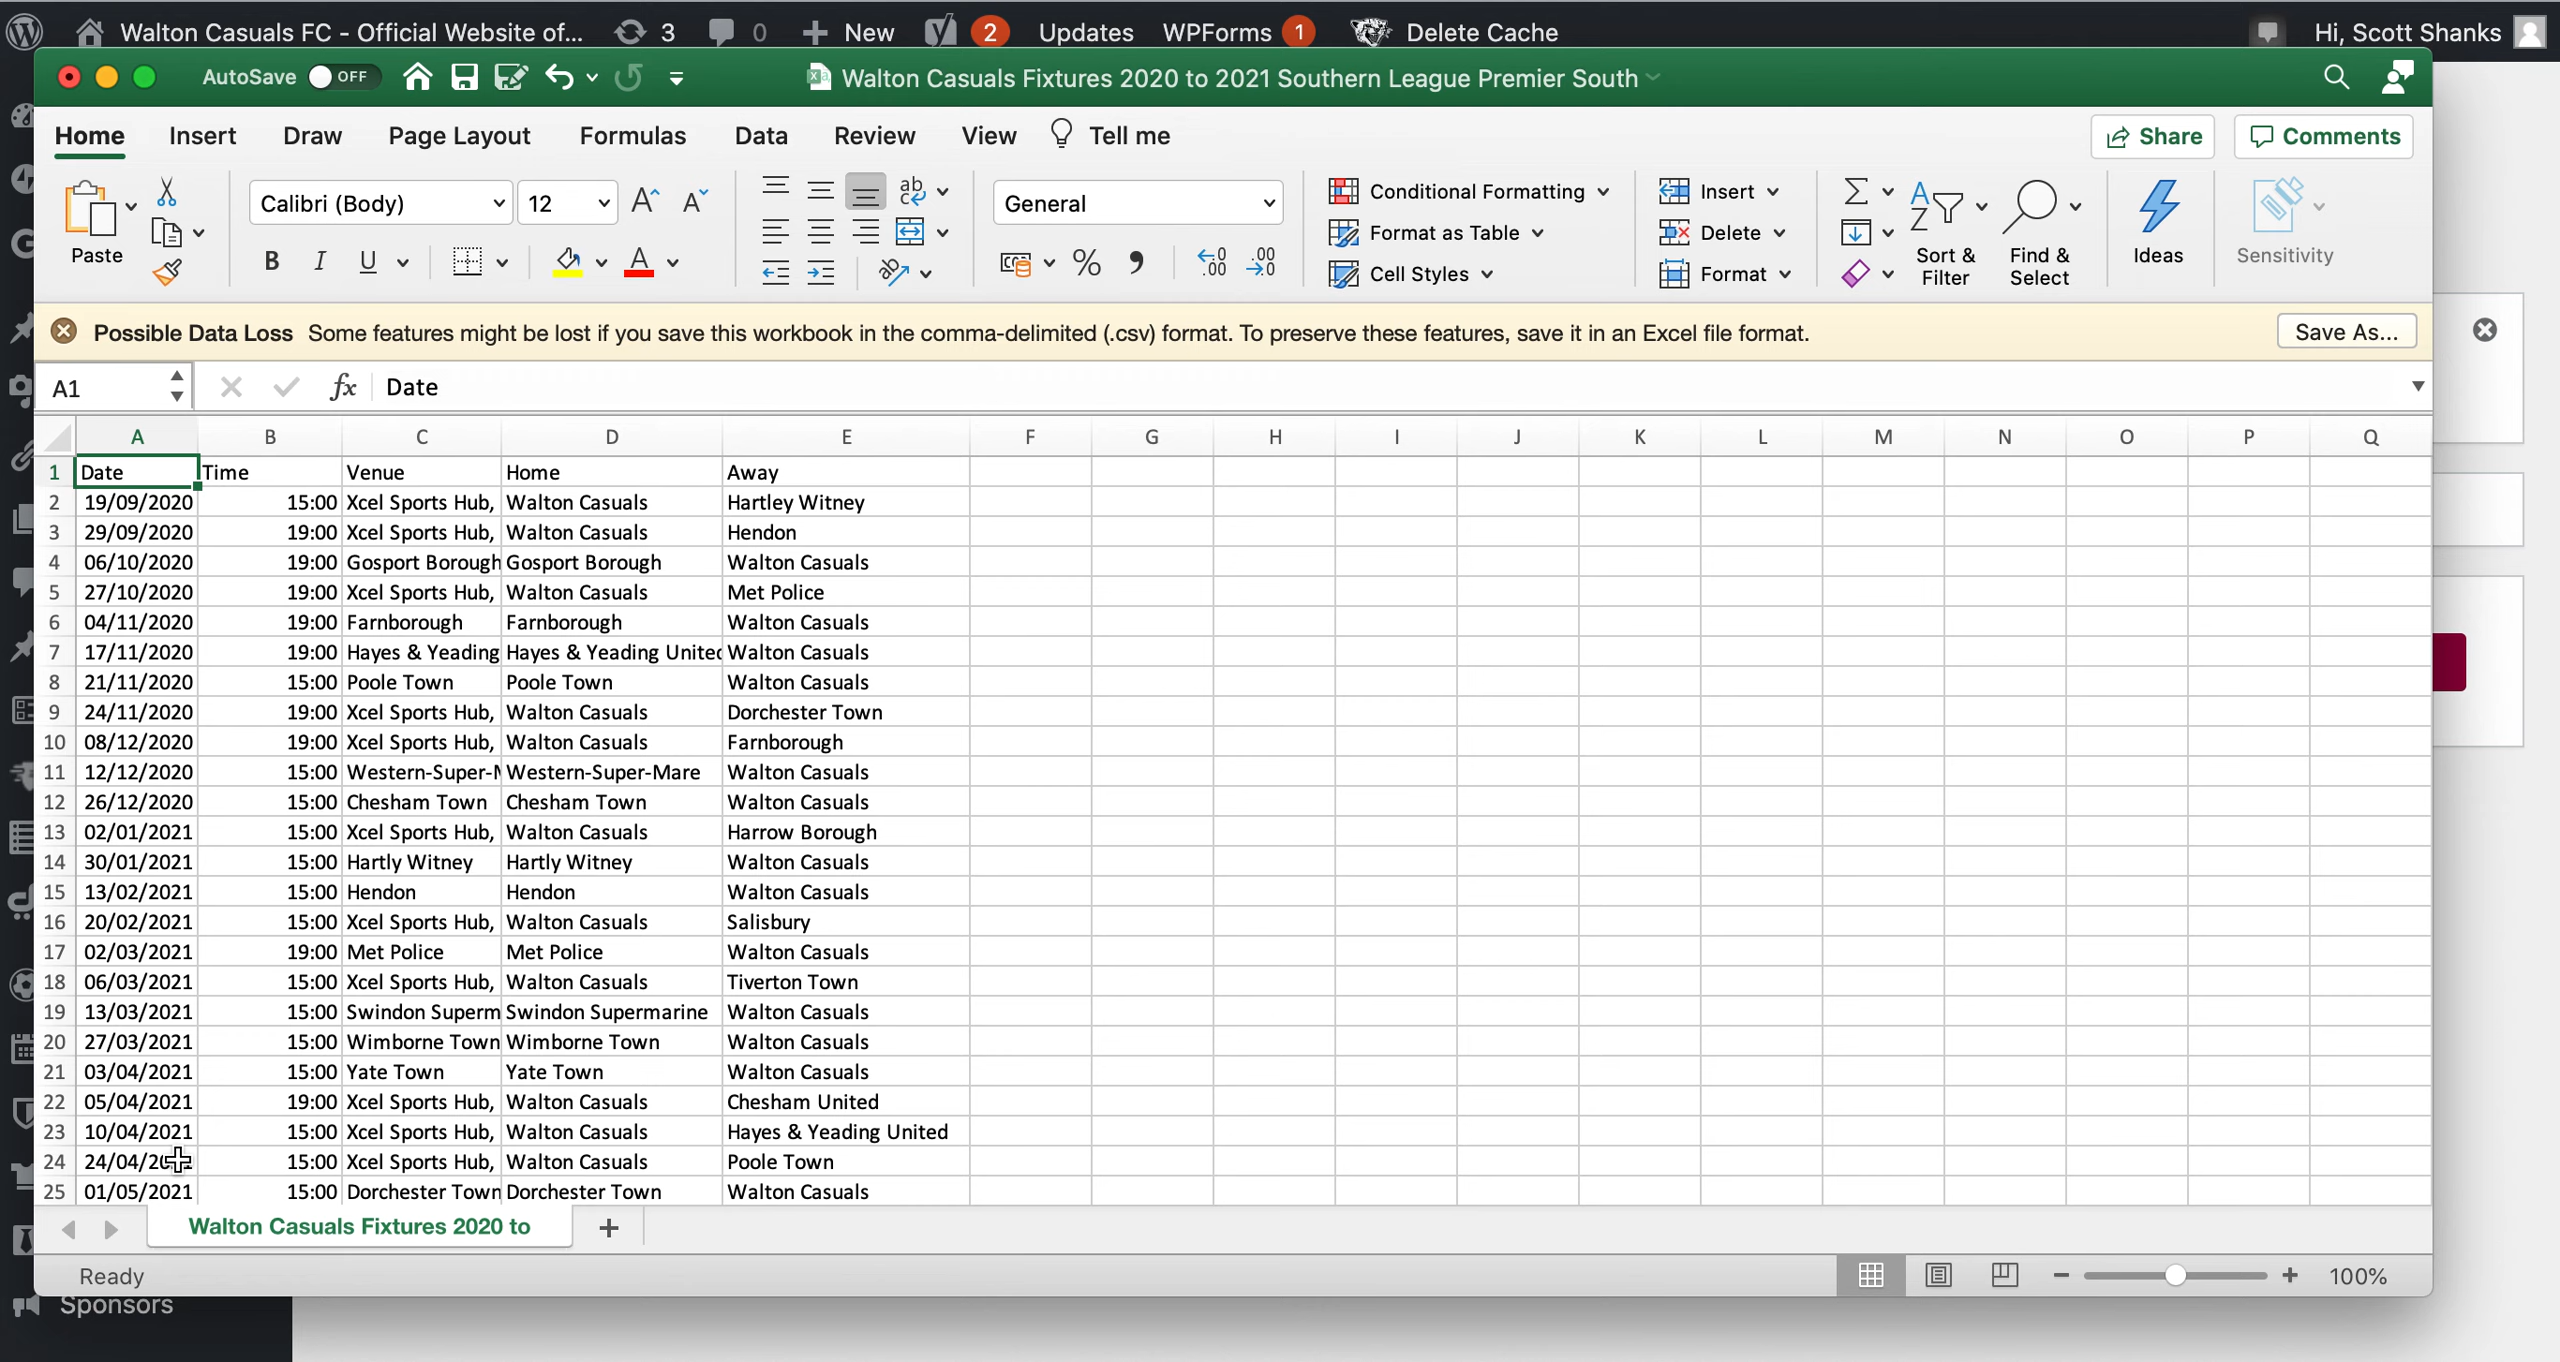 Walton Casuals FC - Official Website of... 3 0 New 2 Updates WPForms 1 Delete Cache Hi, Scott Shanks
AutoSave OFF Walton Casuals Fixtures 2020 to 2021 Southern League Premier South
Home Insert Draw Page Layout Formulas Data Review View Tell me Share Comments
Paste Calibri (Body) 12 General Conditional Formatting Format as Table Cell Styles Insert Delete Format Sort & Filter Find & Select Ideas Sensitivity
Possible Data Loss Some features might be lost if you save this workbook in the comma-delimited (.csv) format. To preserve these features, save it in an Excel file format. Save As...
A1 fx Date
A B C D E F G H I J K L M N O P Q
1 Date Time Venue Home Away
2 19/09/2020 15:00 Xcel Sports Hub, Walton Casuals Hartley Witney
3 29/09/2020 19:00 Xcel Sports Hub, Walton Casuals Hendon
4 06/10/2020 19:00 Gosport Borough Gosport Borough Walton Casuals
5 27/10/2020 19:00 Xcel Sports Hub, Walton Casuals Met Police
6 04/11/2020 19:00 Farnborough Farnborough Walton Casuals
7 17/11/2020 19:00 Hayes & Yeading Hayes & Yeading United Walton Casuals
8 21/11/2020 15:00 Poole Town Poole Town Walton Casuals
9 24/11/2020 19:00 Xcel Sports Hub, Walton Casuals Dorchester Town
10 08/12/2020 19:00 Xcel Sports Hub, Walton Casuals Farnborough
11 12/12/2020 15:00 Western-Super-M Western-Super-Mare Walton Casuals
12 26/12/2020 15:00 Chesham Town Chesham Town Walton Casuals
13 02/01/2021 15:00 Xcel Sports Hub, Walton Casuals Harrow Borough
14 30/01/2021 15:00 Hartly Witney Hartly Witney Walton Casuals
15 13/02/2021 15:00 Hendon Hendon Walton Casuals
16 20/02/2021 15:00 Xcel Sports Hub, Walton Casuals Salisbury
17 02/03/2021 19:00 Met Police Met Police Walton Casuals
18 06/03/2021 15:00 Xcel Sports Hub, Walton Casuals Tiverton Town
19 13/03/2021 15:00 Swindon Superm Swindon Supermarine Walton Casuals
20 27/03/2021 15:00 Wimborne Town Wimborne Town Walton Casuals
21 03/04/2021 15:00 Yate Town Yate Town Walton Casuals
22 05/04/2021 19:00 Xcel Sports Hub, Walton Casuals Chesham United
23 10/04/2021 15:00 Xcel Sports Hub, Walton Casuals Hayes & Yeading United
24 24/04/2021 15:00 Xcel Sports Hub, Walton Casuals Poole Town
25 01/05/2021 15:00 Dorchester Town Dorchester Town Walton Casuals
Walton Casuals Fixtures 2020 to
Ready 100%
Sponsors